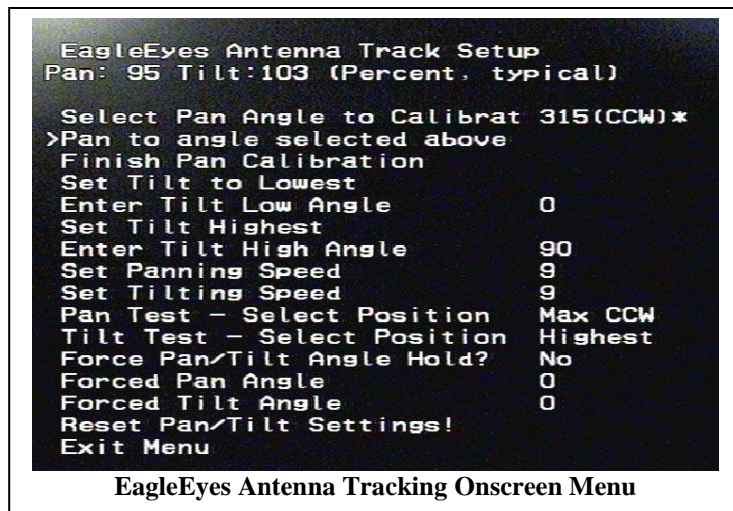 EagleEyes Antenna Track Setup
Pan: 95 Tilt:103 (Percent, typical)
Select Pan Angle to Calibrat 315(CCW)*
>Pan to angle selected above
Finish Pan Calibration
Set Tilt to Lowest
Enter Tilt Low Angle 0
Set Tilt Highest
Enter Tilt High Angle 90
Set Panning Speed 9
Set Tilting Speed 9
Pan Test - Select Position Max CCW
Tilt Test - Select Position Highest
Force Pan/Tilt Angle Hold? No
Forced Pan Angle 0
Forced Tilt Angle 0
Reset Pan/Tilt Settings!
Exit Menu
EagleEyes Antenna Tracking Onscreen Menu